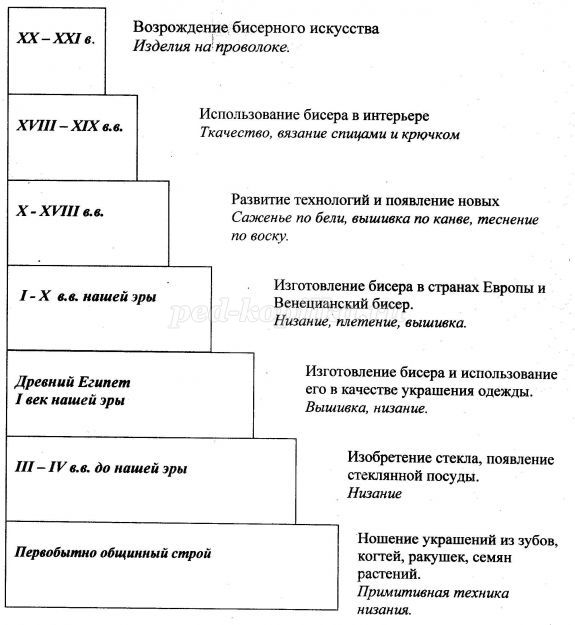 XX – XXI в.
Возрождение бисерного искусства
Изделия на проволоке.
XVIII – XIX в.в.
Использование бисера в интерьере
Ткачество, вязание спицами и крючком
X - XVIII в.в.
Развитие технологий и появление новых
Саженье по бели, вышивка по канве, теснение
по воску.
I - X в.в. нашей эры
Изготовление бисера в странах Европы и
Венецианский бисер.
Низание, плетение, вышивка.
Древний Египет
I век нашей эры
Изготовление бисера и использование
его в качестве украшения одежды.
Вышивка, низание.
III – IV в.в. до нашей эры
Изобретение стекла, появление
стеклянной посуды.
Низание
Первобытно общинный строй
Ношение украшений из зубов,
когтей, ракушек, семян
растений.
Примитивная техника
низания.